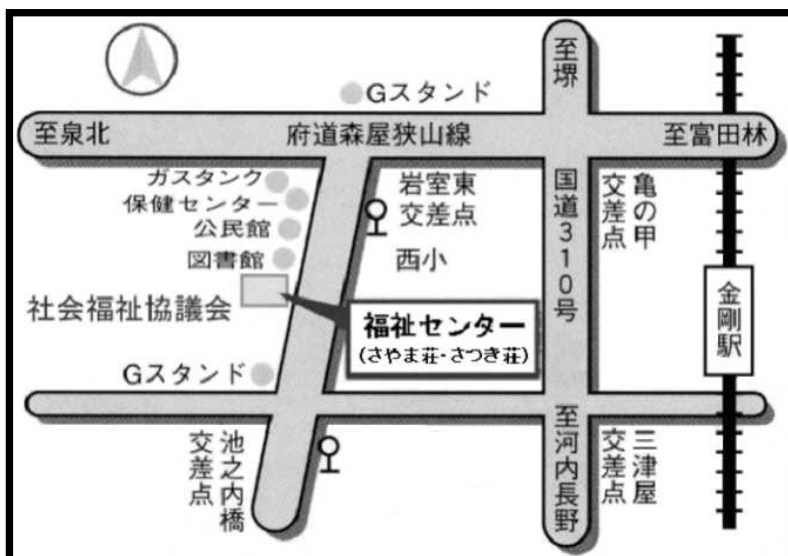 至堺
Gスタンド
至泉北
府道森屋狭山線
至富田林
ガスタンク
保健センター
公民館
図書館
岩室東
交差点
西小
国道310号
亀の甲
交差点
社会福祉協議会
福祉センター
(さやま荘-さつき荘)
金剛駅
Gスタンド
池之内橋
交差点
至河内長野
三津屋
交差点